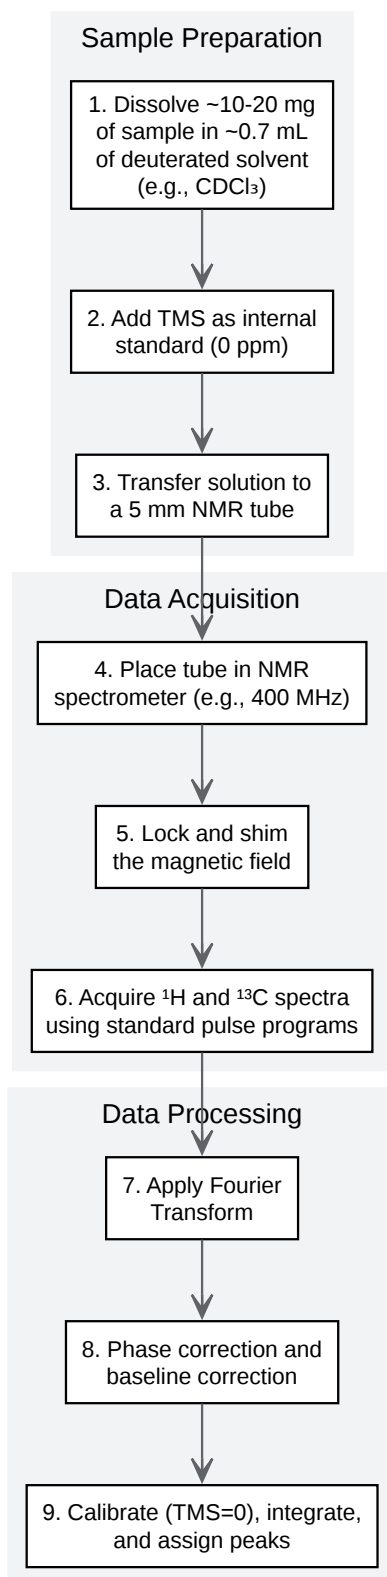 Sample Preparation
1. Dissolve ~10-20 mg
of sample in ~0.7 mL
of deuterated solvent
(e.g., CDCl₃)
2. Add TMS as internal
standard (0 ppm)
3. Transfer solution to
a 5 mm NMR tube
Data Acquisition
4. Place tube in NMR
spectrometer (e.g., 400 MHz)
5. Lock and shim
the magnetic field
6. Acquire ¹H and ¹³C spectra
using standard pulse programs
Data Processing
7. Apply Fourier
Transform
8. Phase correction and
baseline correction
9. Calibrate (TMS=0), integrate,
and assign peaks